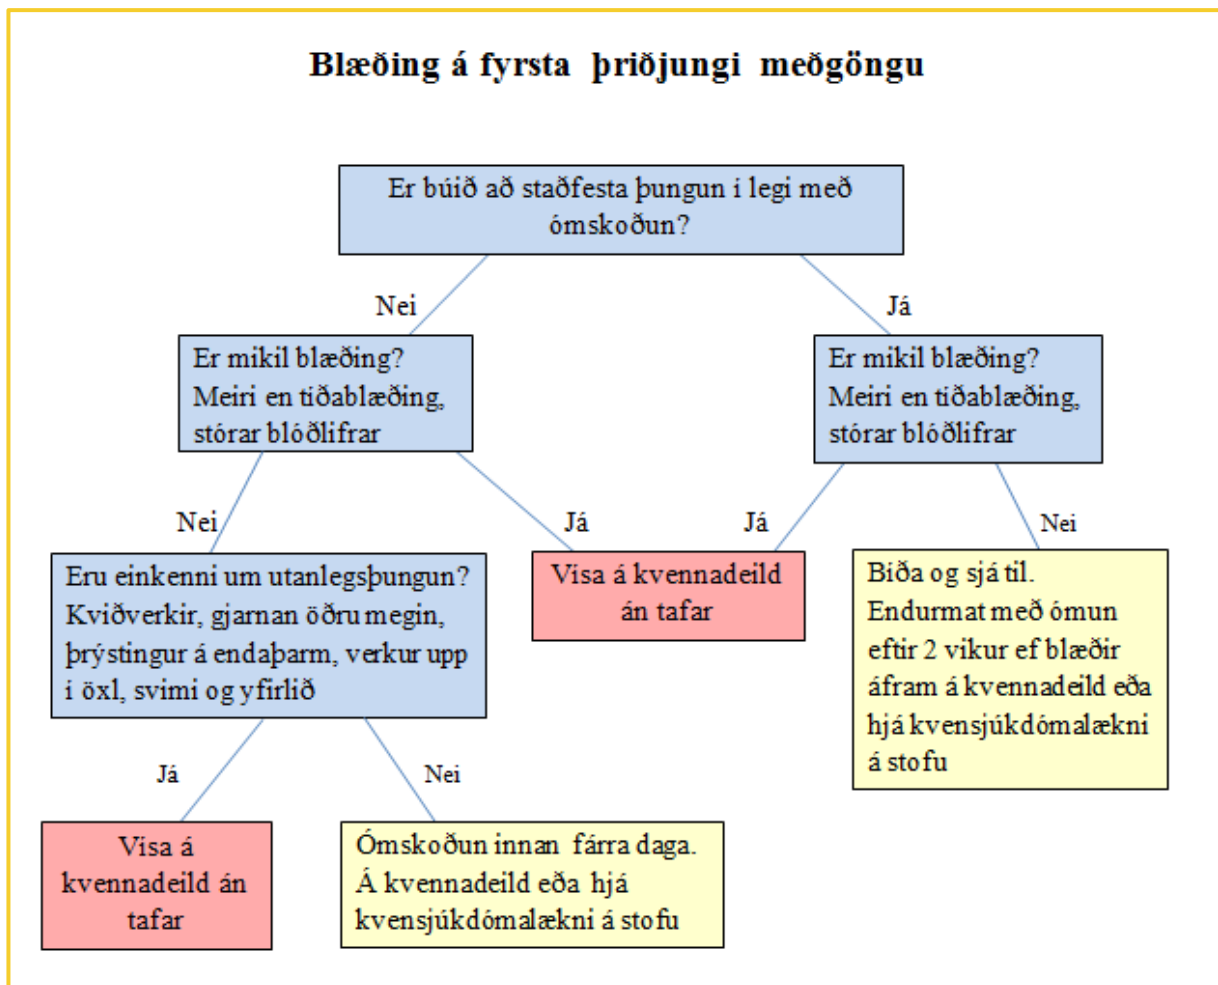 Blæðing á fyrsta þriðjungi meðgöngu
Er búið að staðfesta þungun í legi með
ómskoðun?
Nei
Já
Er mikil blæðing?
Meiri en tíðablæðing,
stórar blóðlifrar
Er mikil blæðing?
Meiri en tíðablæðing,
stórar blóðlifrar
Nei
Já
Já
Nei
Eru einkenni um utanlegsþungun?
Kviðverkir, gjarnan öðru megin,
þrýstingur á endaþarm, verkur upp
í öxl, svimi og yfirlið
Vísa á kvennadeild
án tafar
Bíða og sjá til.
Endurmat með ómun
eftir 2 vikur ef blæðir
áfram á kvennadeild eða
hjá kvensjúkdómalækni
á stofu
Já
Nei
Vísa á
kvennadeild án
tafar
Ómskoðun innan fárra daga.
Á kvennadeild eða hjá
kvensjúkdómalækni á stofu